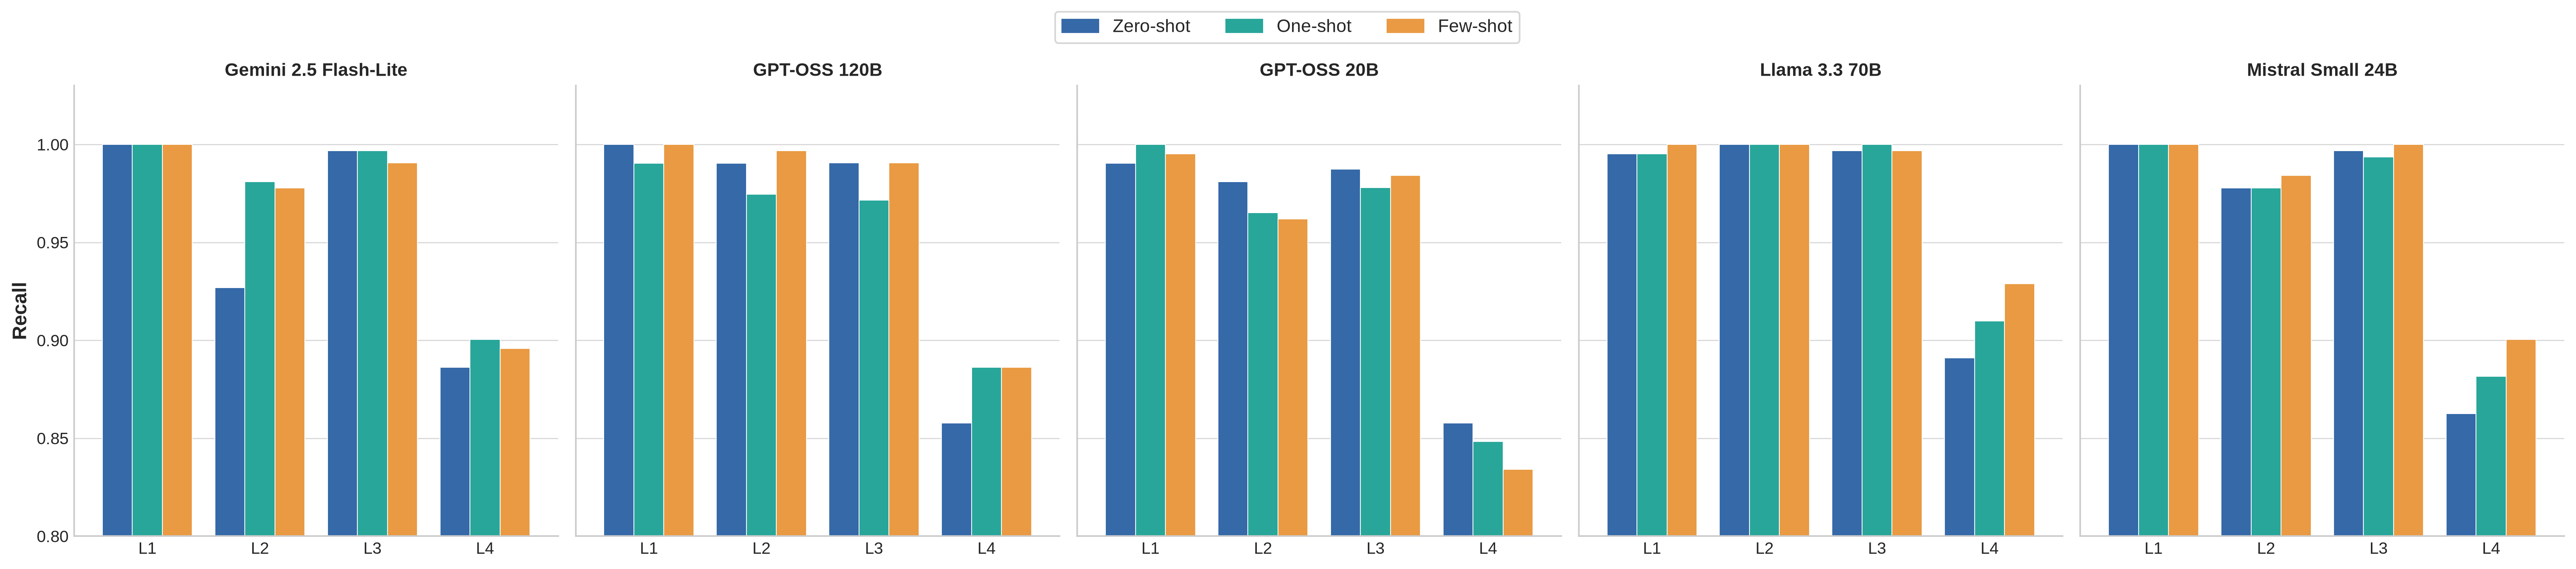 Zero-shot One-shot Few-shot
Gemini 2.5 Flash-Lite GPT-OSS 120B GPT-OSS 20B Llama 3.3 70B Mistral Small 24B
Recall
1.00
0.95
0.90
0.85
0.80
L1 L2 L3 L4 L1 L2 L3 L4 L1 L2 L3 L4 L1 L2 L3 L4 L1 L2 L3 L4